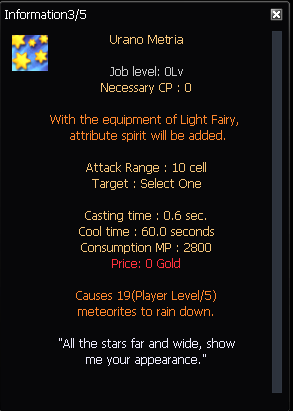 Information3/5
Urano Metria
Job level: 0Lv
Necessary CP : 0
With the equipment of Light Fairy,
attribute spirit will be added.
Attack Range : 10 cell
Target : Select One
Casting time : 0.6 sec.
Cool time : 60.0 seconds
Consumption MP : 2800
Price: 0 Gold
Causes 19(Player Level/5)
meteorites to rain down.
"All the stars far and wide, show
me your appearance."